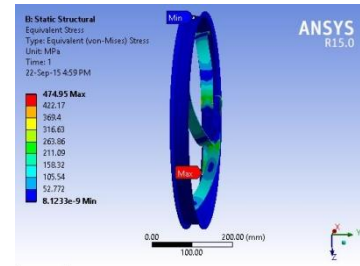 B: Static Structural
Equivalent Stress
Type: Equivalent (von-Mises) Stress
Unit: MPa
Time: 1
22-Sep-15 4:59 PM
474.95 Max
422.17
369.4
316.63
263.86
211.09
158.32
105.54
52.772
8.1233e-9 Min
Min
ANSYS
R15.0
Max
0.00
200.00 (mm)
100.00
X
Y
Z